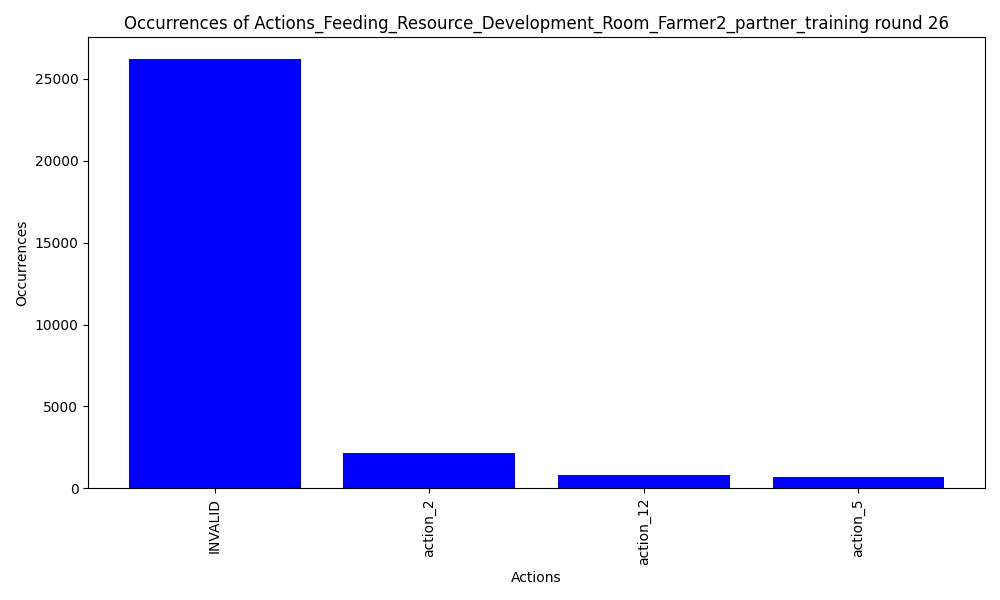 Occurrences of Actions_Feeding_Resource_Development_Room_Farmer2_partner_training round 26
Occurrences
25000
20000
15000
10000
5000
0
INVALID
action_2
action_12
action_5
Actions